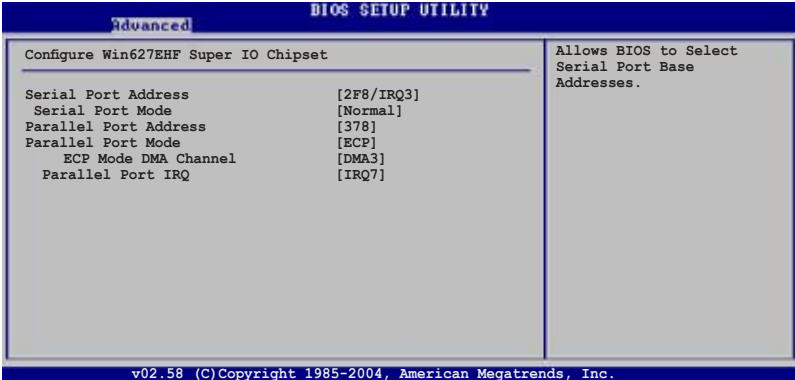 BIOS SETUP UTILITY
Advanced
Configure Win627EHF Super IO Chipset
Serial Port Address [2F8/IRQ3]
Serial Port Mode [Normal]
Parallel Port Address [378]
Parallel Port Mode [ECP]
ECP Mode DMA Channel [DMA3]
Parallel Port IRQ [IRQ7]
Allows BIOS to Select
Serial Port Base
Addresses.
v02.58 (C)Copyright 1985-2004, American Megatrends, Inc.